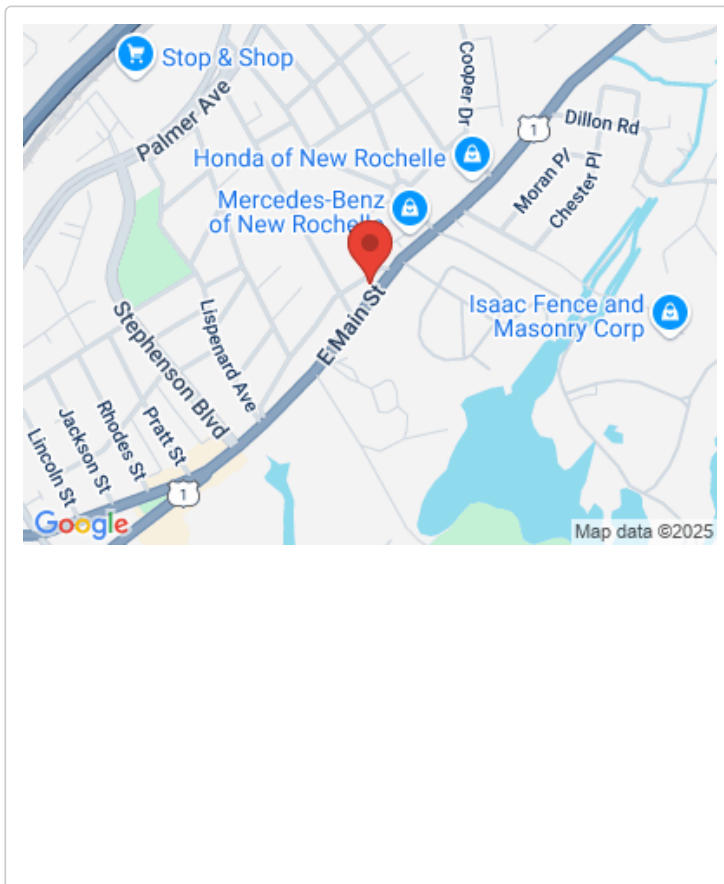 Stop & Shop
Palmer Ave
Cooper Dr
1
Dillon Rd
Honda of New Rochelle
Moran Pl
Chester Pl
Mercedes-Benz
of New Rochelle
E Main St
Isaac Fence and
Masonry Corp
Lispenard Ave
Stephenson Blvd
Pratt St
Rhodes St
Jackson St
Lincoln St
1
Google
Map data ©2025